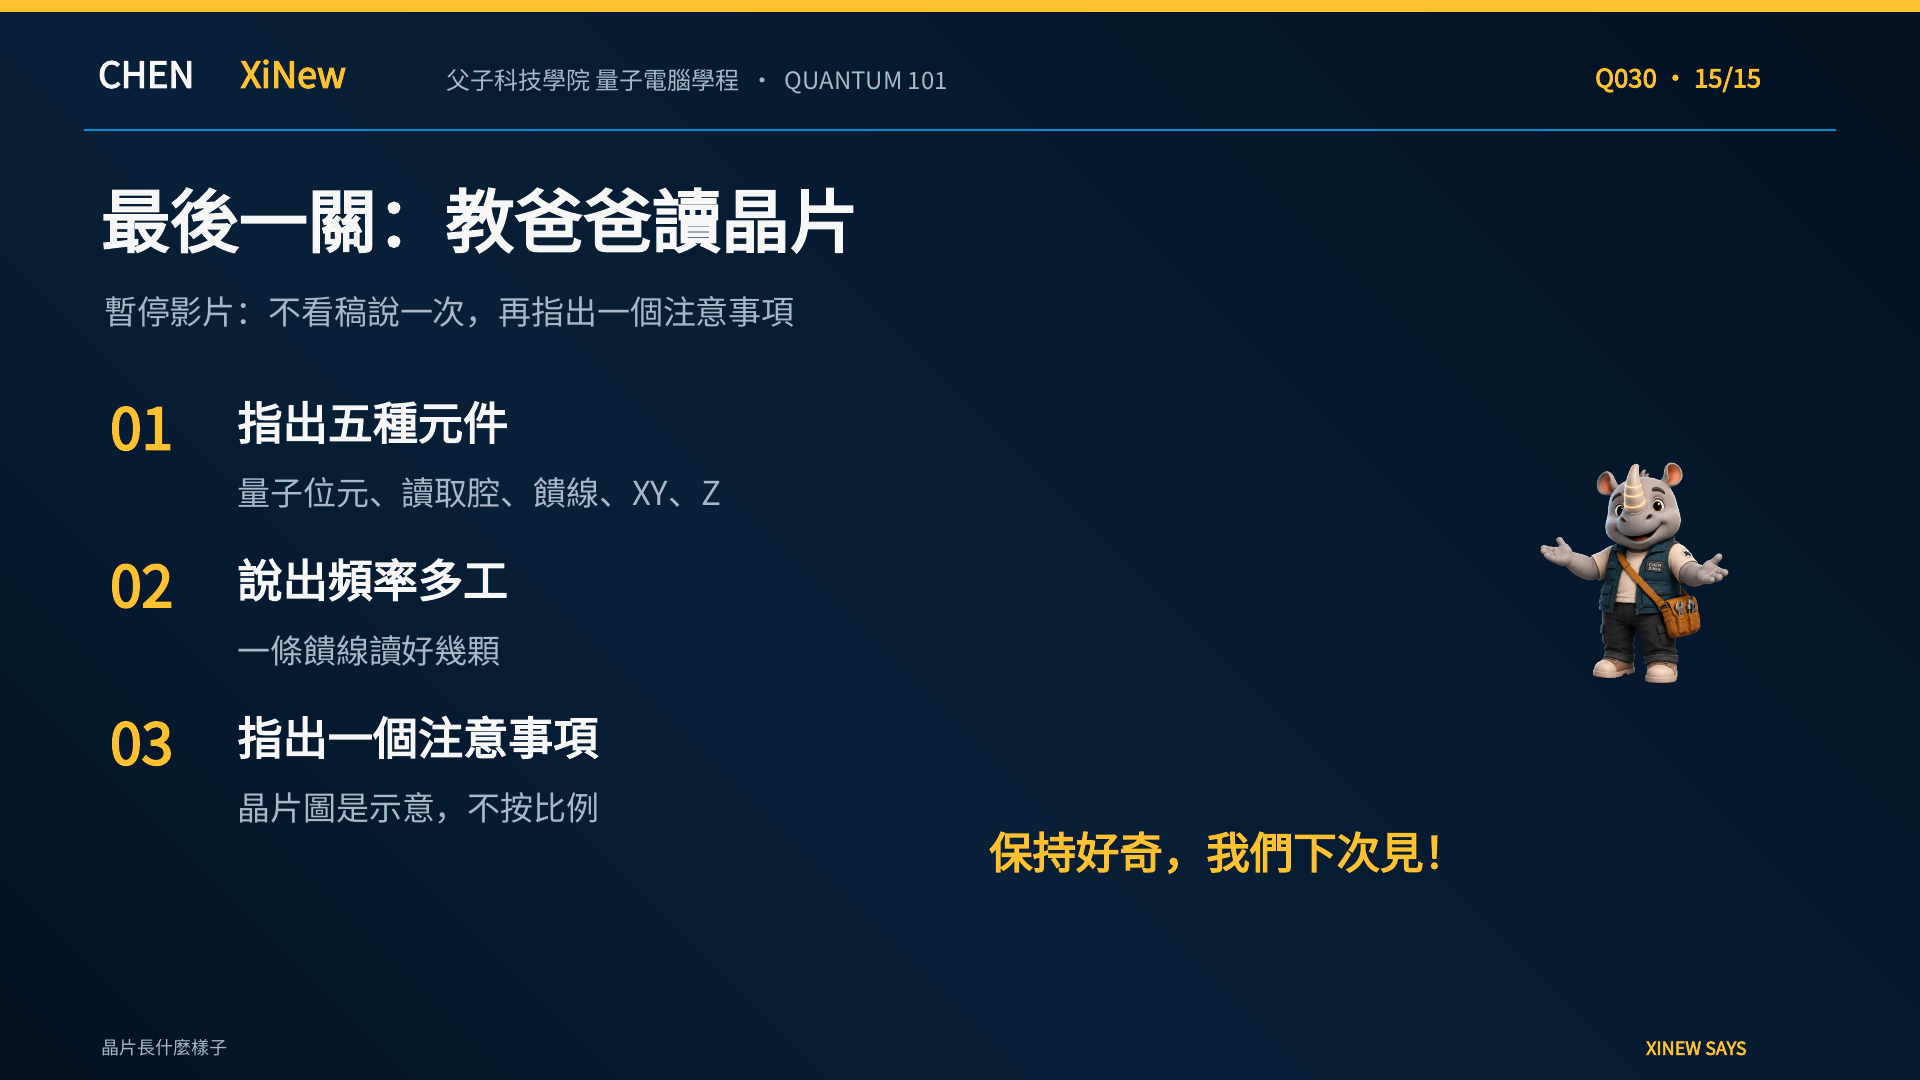 CHEN XiNew 父子科技學院 量子電腦學程 · QUANTUM 101 Q030 · 15/15
最後一關：教爸爸讀晶片
暫停影片：不看稿說一次，再指出一個注意事項
01 指出五種元件
量子位元、讀取腔、饋線、XY、Z
02 說出頻率多工
一條饋線讀好幾顆
03 指出一個注意事項
晶片圖是示意，不按比例
保持好奇，我們下次見！
晶片長什麼樣子 XINEW SAYS